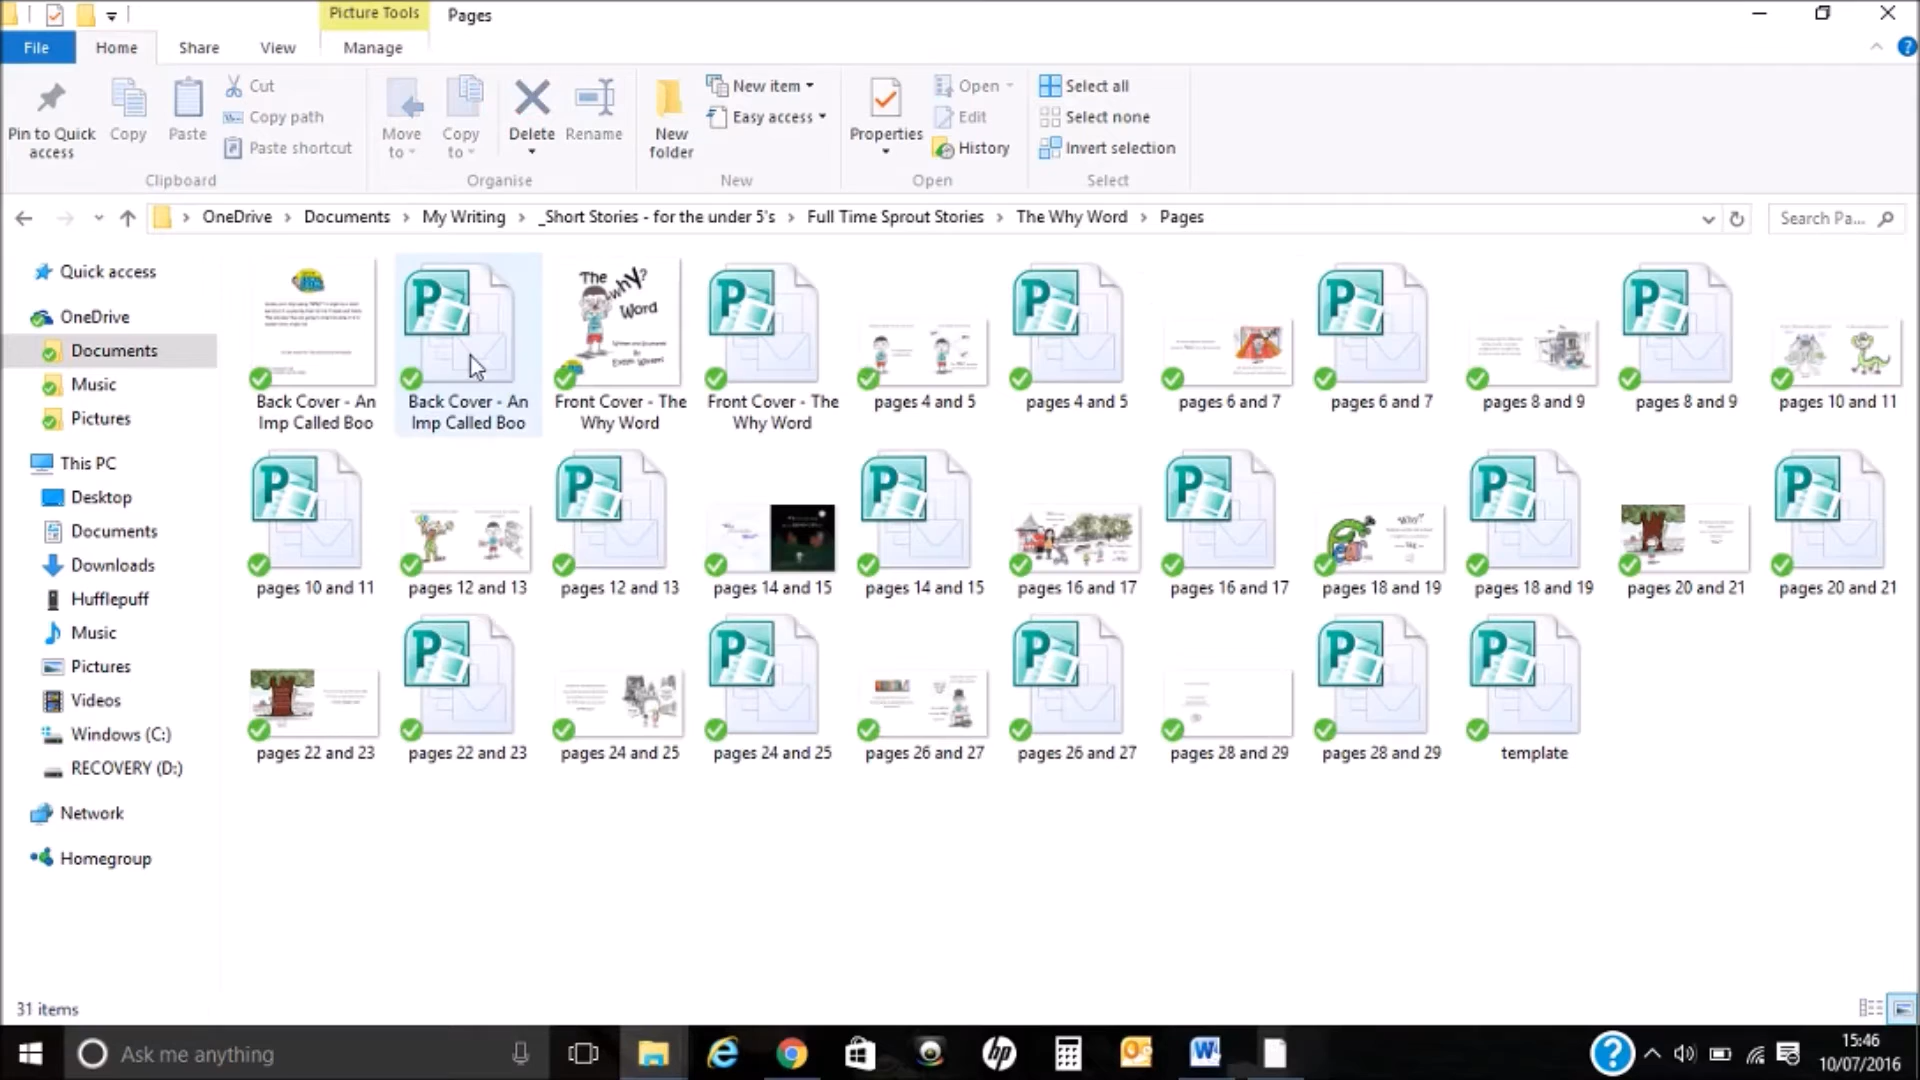 Picture Tools
Pages
File
Home
Share
View
Manage
Pin to Quick access
Copy
Paste
Cut
Copy path
Paste shortcut
Clipboard
Move to
Copy to
Delete
Rename
Organise
New folder
New item
Easy access
New
Properties
Open
Edit
History
Open
Select all
Select none
Invert selection
Select
OneDrive > Documents > My Writing > _Short Stories - for the under 5's > Full Time Sprout Stories > The Why Word > Pages
Search Pa...
Quick access
OneDrive
Documents
Music
Pictures
This PC
Desktop
Documents
Downloads
Hufflepuff
Music
Pictures
Videos
Windows (C:)
RECOVERY (D:)
Network
Homegroup
The Why?
Word
Back Cover - An Imp Called Boo
Back Cover - An Imp Called Boo
Front Cover - The Why Word
Front Cover - The Why Word
pages 4 and 5
pages 4 and 5
pages 6 and 7
pages 6 and 7
pages 8 and 9
pages 8 and 9
pages 10 and 11
pages 10 and 11
pages 12 and 13
pages 12 and 13
pages 14 and 15
pages 14 and 15
pages 16 and 17
pages 16 and 17
"Why?"
pages 18 and 19
pages 18 and 19
pages 20 and 21
pages 20 and 21
pages 22 and 23
pages 22 and 23
pages 24 and 25
pages 24 and 25
pages 26 and 27
pages 26 and 27
pages 28 and 29
pages 28 and 29
template
31 items
Ask me anything
15:46
10/07/2016